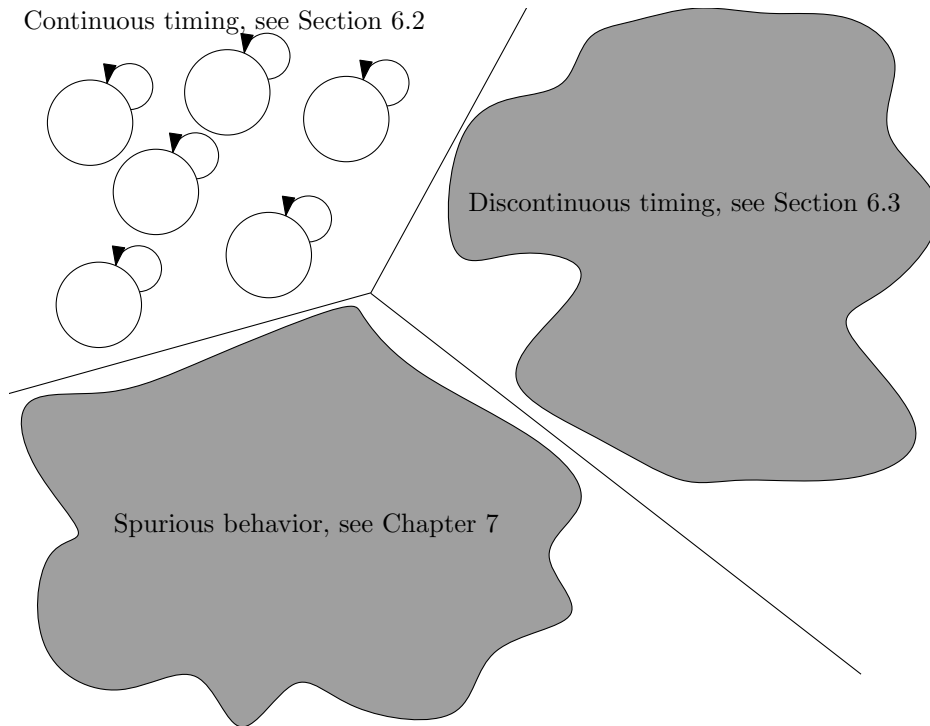 Continuous timing, see Section 6.2
Discontinuous timing, see Section 6.3
Spurious behavior, see Chapter 7